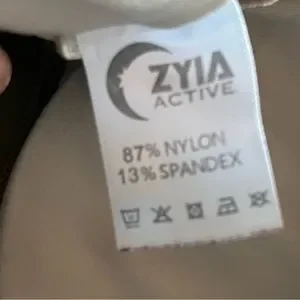 ZYIA
ACTIVE
87% NYLON
13% SPANDEX